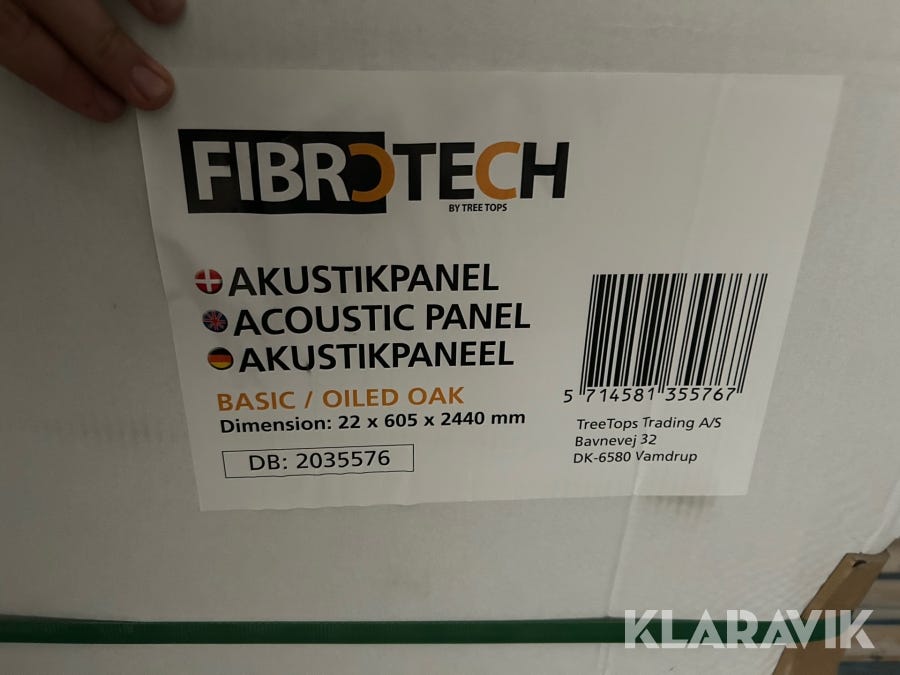 FIBROTECH
BY TREE TOPS
AKUSTIKPANEL
ACOUSTIC PANEL
AKUSTIKPANEEL
BASIC / OILED OAK
Dimension: 22 x 605 x 2440 mm
DB: 2035576
5 714581 355767
TreeTops Trading A/S
Bavnevej 32
DK-6580 Vamdrup
KLARAVIK